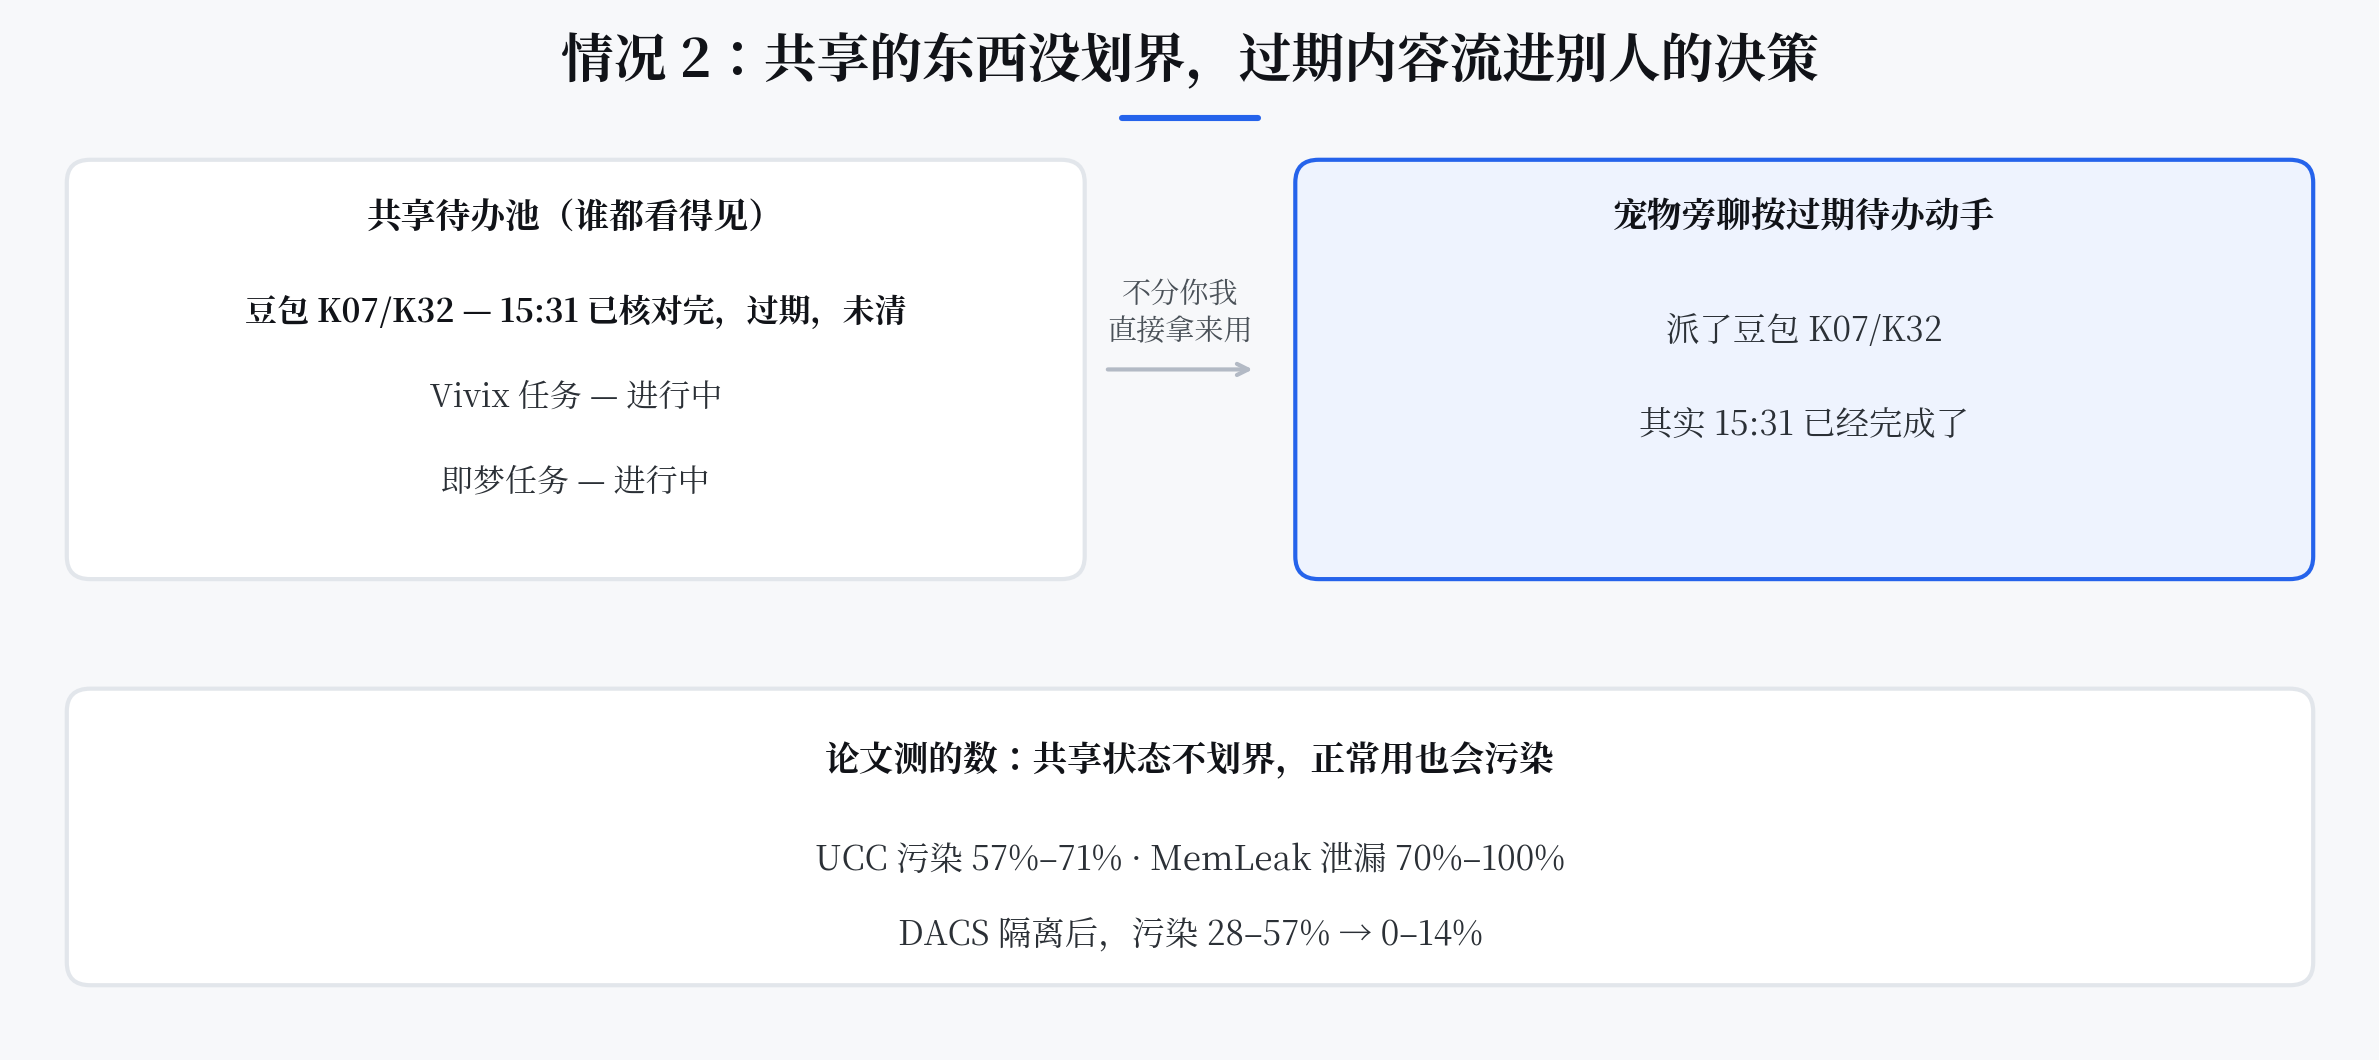 情况 2：共享的东西没划界，过期内容流进别人的决策
共享待办池（谁都看得见）
豆包 K07/K32 — 15:31 已核对完，过期，未清
Vivix 任务 — 进行中
即梦任务 — 进行中
不分你我
直接拿来用
宠物旁聊按过期待办动手
派了豆包 K07/K32
其实 15:31 已经完成了
论文测的数：共享状态不划界，正常用也会污染
UCC 污染 57%–71% · MemLeak 泄漏 70%–100%
DACS 隔离后，污染 28–57% → 0–14%